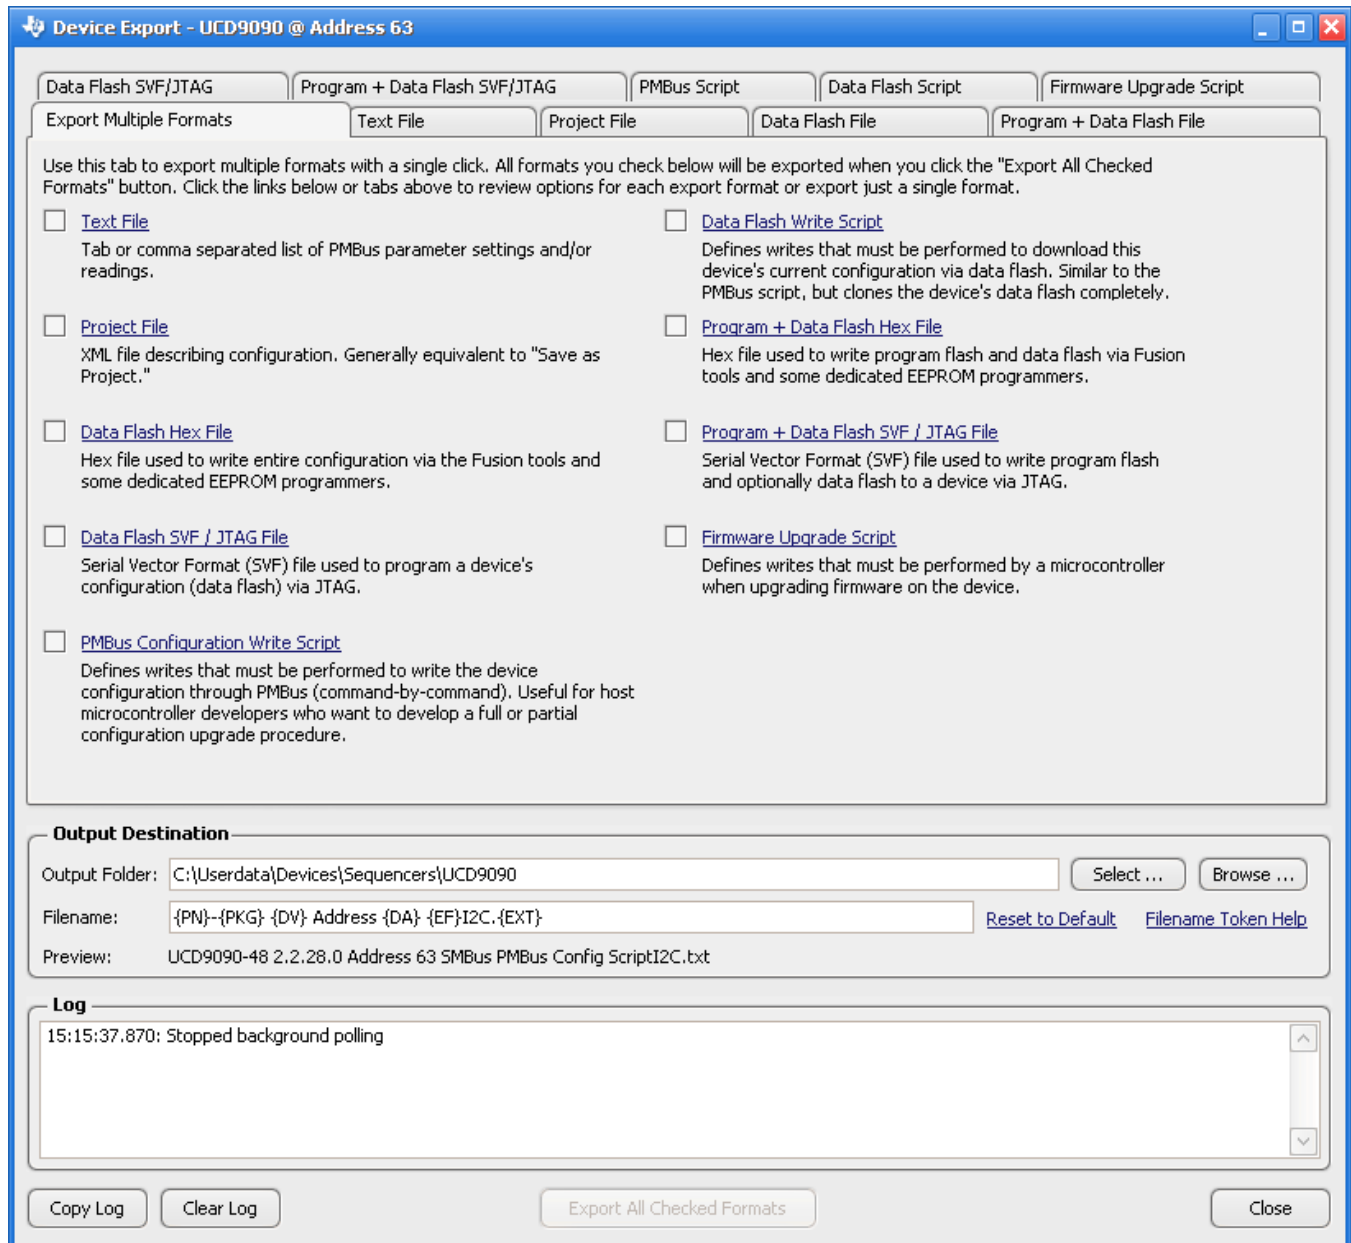 Device Export - UCD9090 @ Address 63
Data Flash SVF/JTAG
Program + Data Flash SVF/JTAG
PMBus Script
Data Flash Script
Firmware Upgrade Script
Export Multiple Formats
Text File
Project File
Data Flash File
Program + Data Flash File
Use this tab to export multiple formats with a single click. All formats you check below will be exported when you click the "Export All Checked
Formats" button. Click the links below or tabs above to review options for each export format or export just a single format.
Text File
Tab or comma separated list of PMBus parameter settings and/or
readings.
Project File
XML file describing configuration. Generally equivalent to "Save as
Project."
Data Flash Hex File
Hex file used to write entire configuration via the Fusion tools and
some dedicated EEPROM programmers.
Data Flash SVF / JTAG File
Serial Vector Format (SVF) file used to program a device's
configuration (data flash) via JTAG.
PMBus Configuration Write Script
Defines writes that must be performed to write the device
configuration through PMBus (command-by-command). Useful for host
microcontroller developers who want to develop a full or partial
configuration upgrade procedure.
Data Flash Write Script
Defines writes that must be performed to download this
device's current configuration via data flash. Similar to the
PMBus script, but clones the device's data flash completely.
Program + Data Flash Hex File
Hex file used to write program flash and data flash via Fusion
tools and some dedicated EEPROM programmers.
Program + Data Flash SVF / JTAG File
Serial Vector Format (SVF) file used to write program flash
and optionally data flash to a device via JTAG.
Firmware Upgrade Script
Defines writes that must be performed by a microcontroller
when upgrading firmware on the device.
Output Destination
Output Folder: C:\Userdata\Devices\Sequencers\UCD9090
Select ...
Browse ...
Filename: {PN}-{PKG} {DV} Address {DA} {EF}I2C.{EXT}
Reset to Default
Filename Token Help
Preview: UCD9090-48 2.2.28.0 Address 63 SMBus PMBus Config ScriptI2C.txt
Log
15:15:37.870: Stopped background polling
Copy Log
Clear Log
Export All Checked Formats
Close